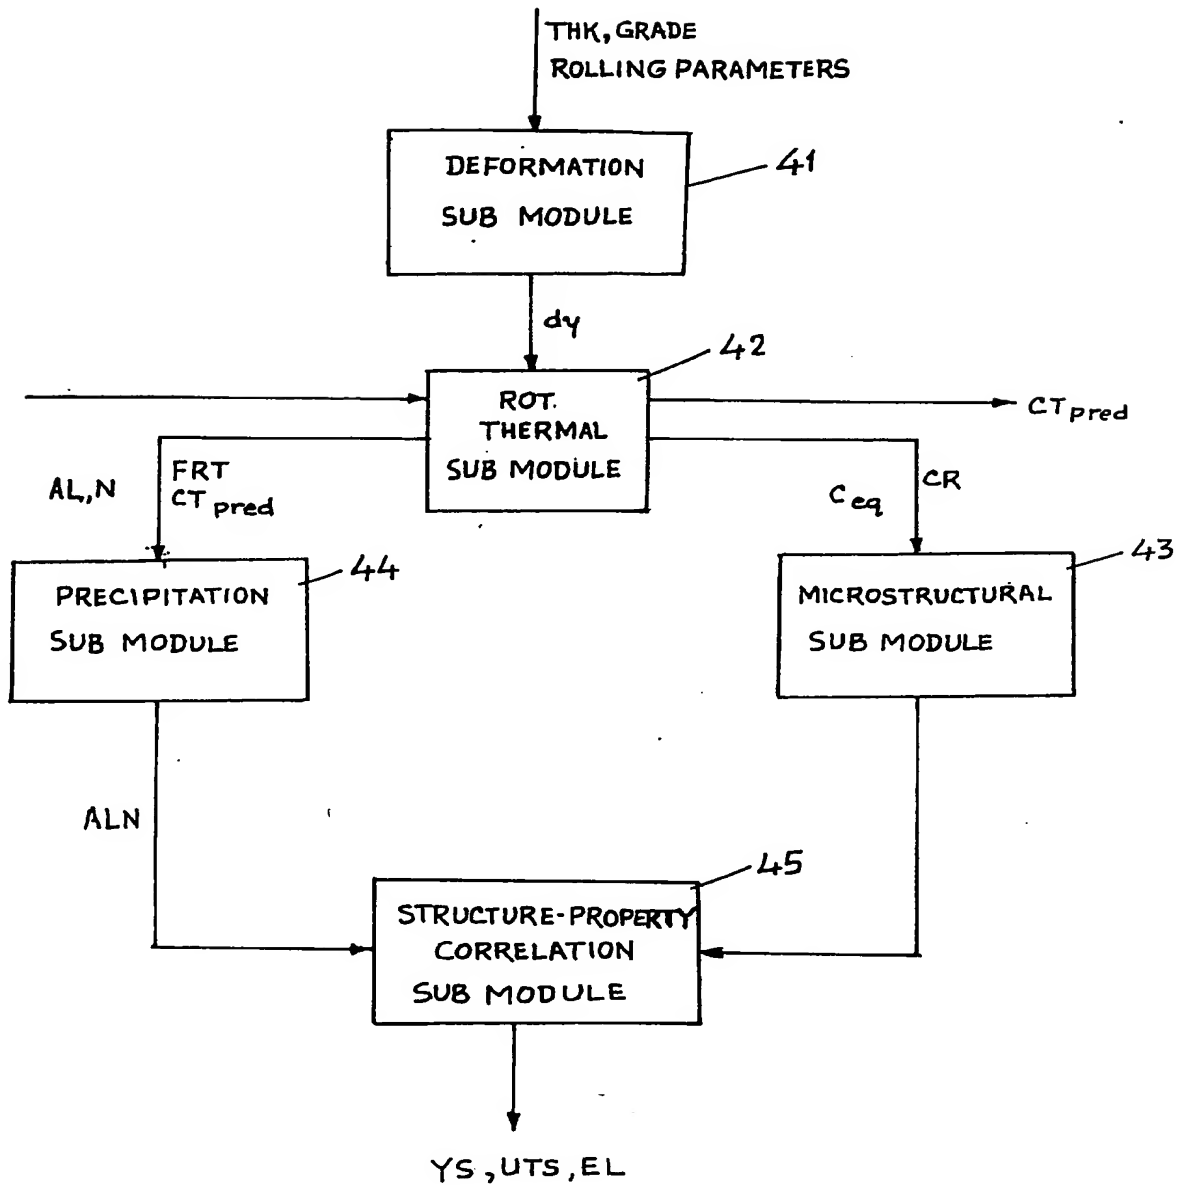 THK, GRADE
ROLLING PARAMETERS
DEFORMATION
SUB MODULE
41
dy
42
ROT.
THERMAL
SUB MODULE
CTpred
AL,N
FRT
CTpred
Ceq
CR
44
PRECIPITATION
SUB MODULE
43
MICROSTRUCTURAL
SUB MODULE
ALN
45
STRUCTURE-PROPERTY
CORRELATION
SUB MODULE
YS, UTS, EL